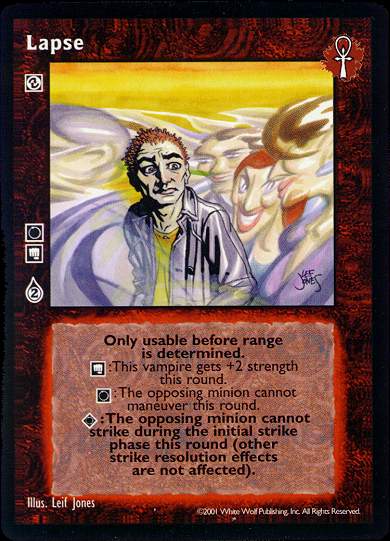 Lapse
2
LEIF
JONES
Only usable before range
is determined.
:This vampire gets +2 strength
this round.
:The opposing minion cannot
maneuver this round.
:The opposing minion cannot
strike during the initial strike
phase this round (other
strike resolution effects
are not affected).
Illus. Leif Jones
©2001 White Wolf Publishing, Inc. All Rights Reserved.